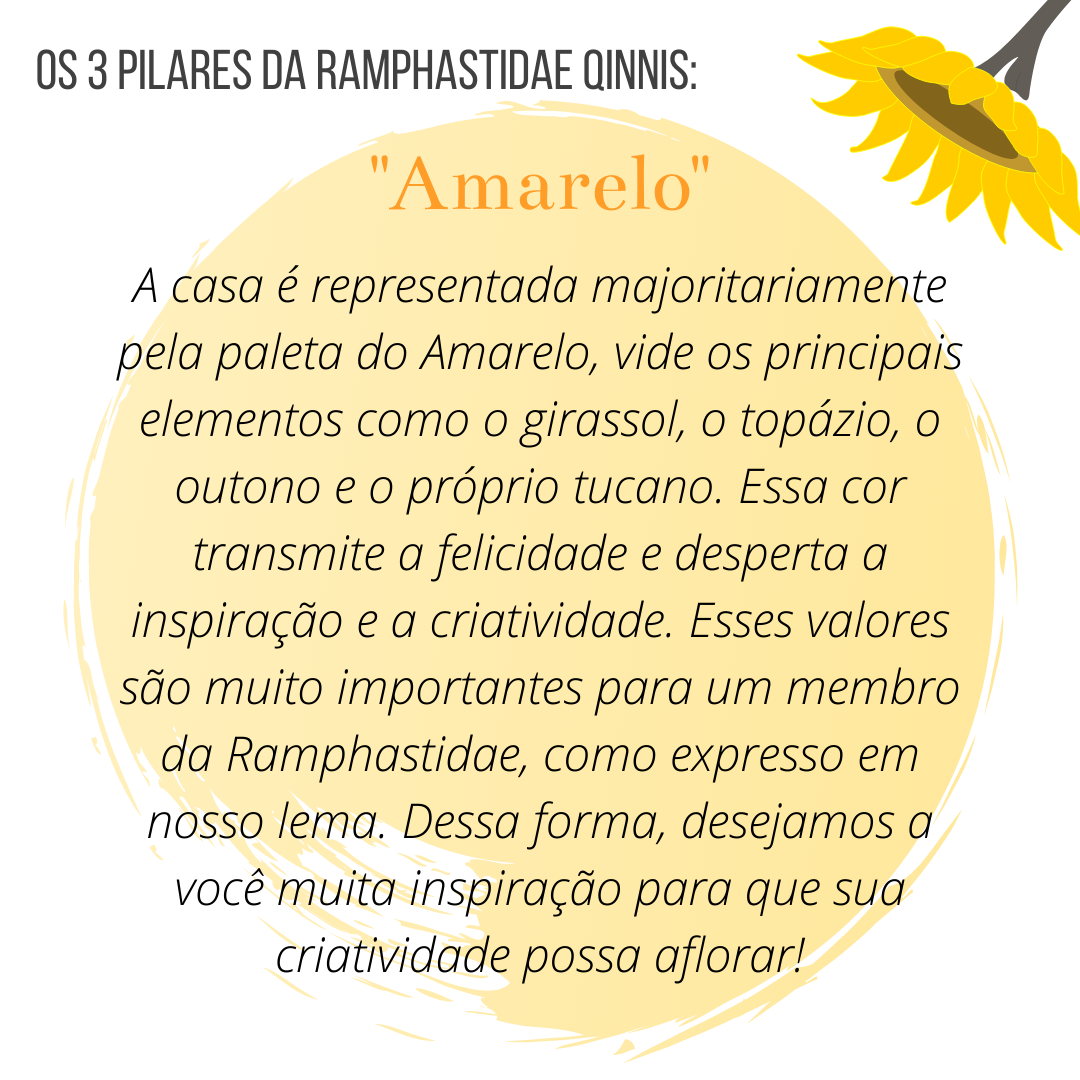 OS 3 PILARES DA RAMPHASTIDAE QINNIS:
"Amarelo"
A casa é representada majoritariamente
pela paleta do Amarelo, vide os principais
elementos como o girassol, o topázio, o
outono e o próprio tucano. Essa cor
transmite a felicidade e desperta a
inspiração e a criatividade. Esses valores
são muito importantes para um membro
da Ramphastidae, como expresso em
nosso lema. Dessa forma, desejamos a
você muita inspiração para que sua
criatividade possa aflorar!